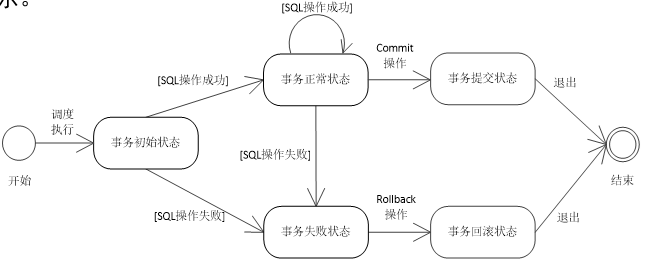 示。
[SQL操作成功]
Commit
操作
[SQL操作成功]
事务正常状态
事务提交状态
退出
调度
执行
事务初始状态
[SQL操作失败]
开始
结束
[SQL操作失败]
Rollback
操作
退出
事务失败状态
事务回滚状态